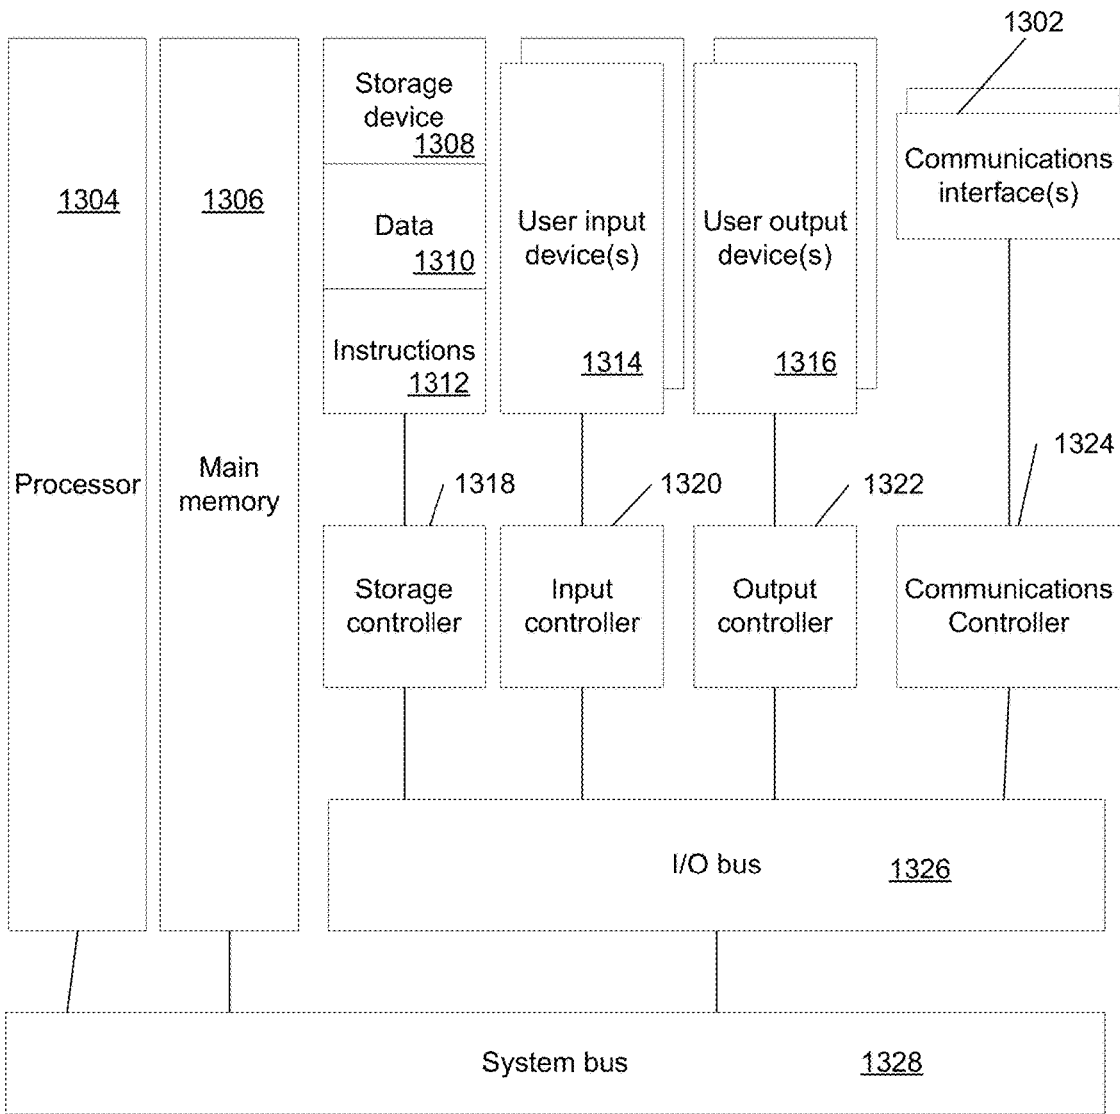 1302
Storage
device
1308
Communications
interface(s)
1304
1306
Data
1310
User input
device(s)
User output
device(s)
Instructions
1312
1314
1316
Processor
Main
memory
1318
1320
1322
1324
Storage
controller
Input
controller
Output
controller
Communications
Controller
I/O bus
1326
System bus
1328